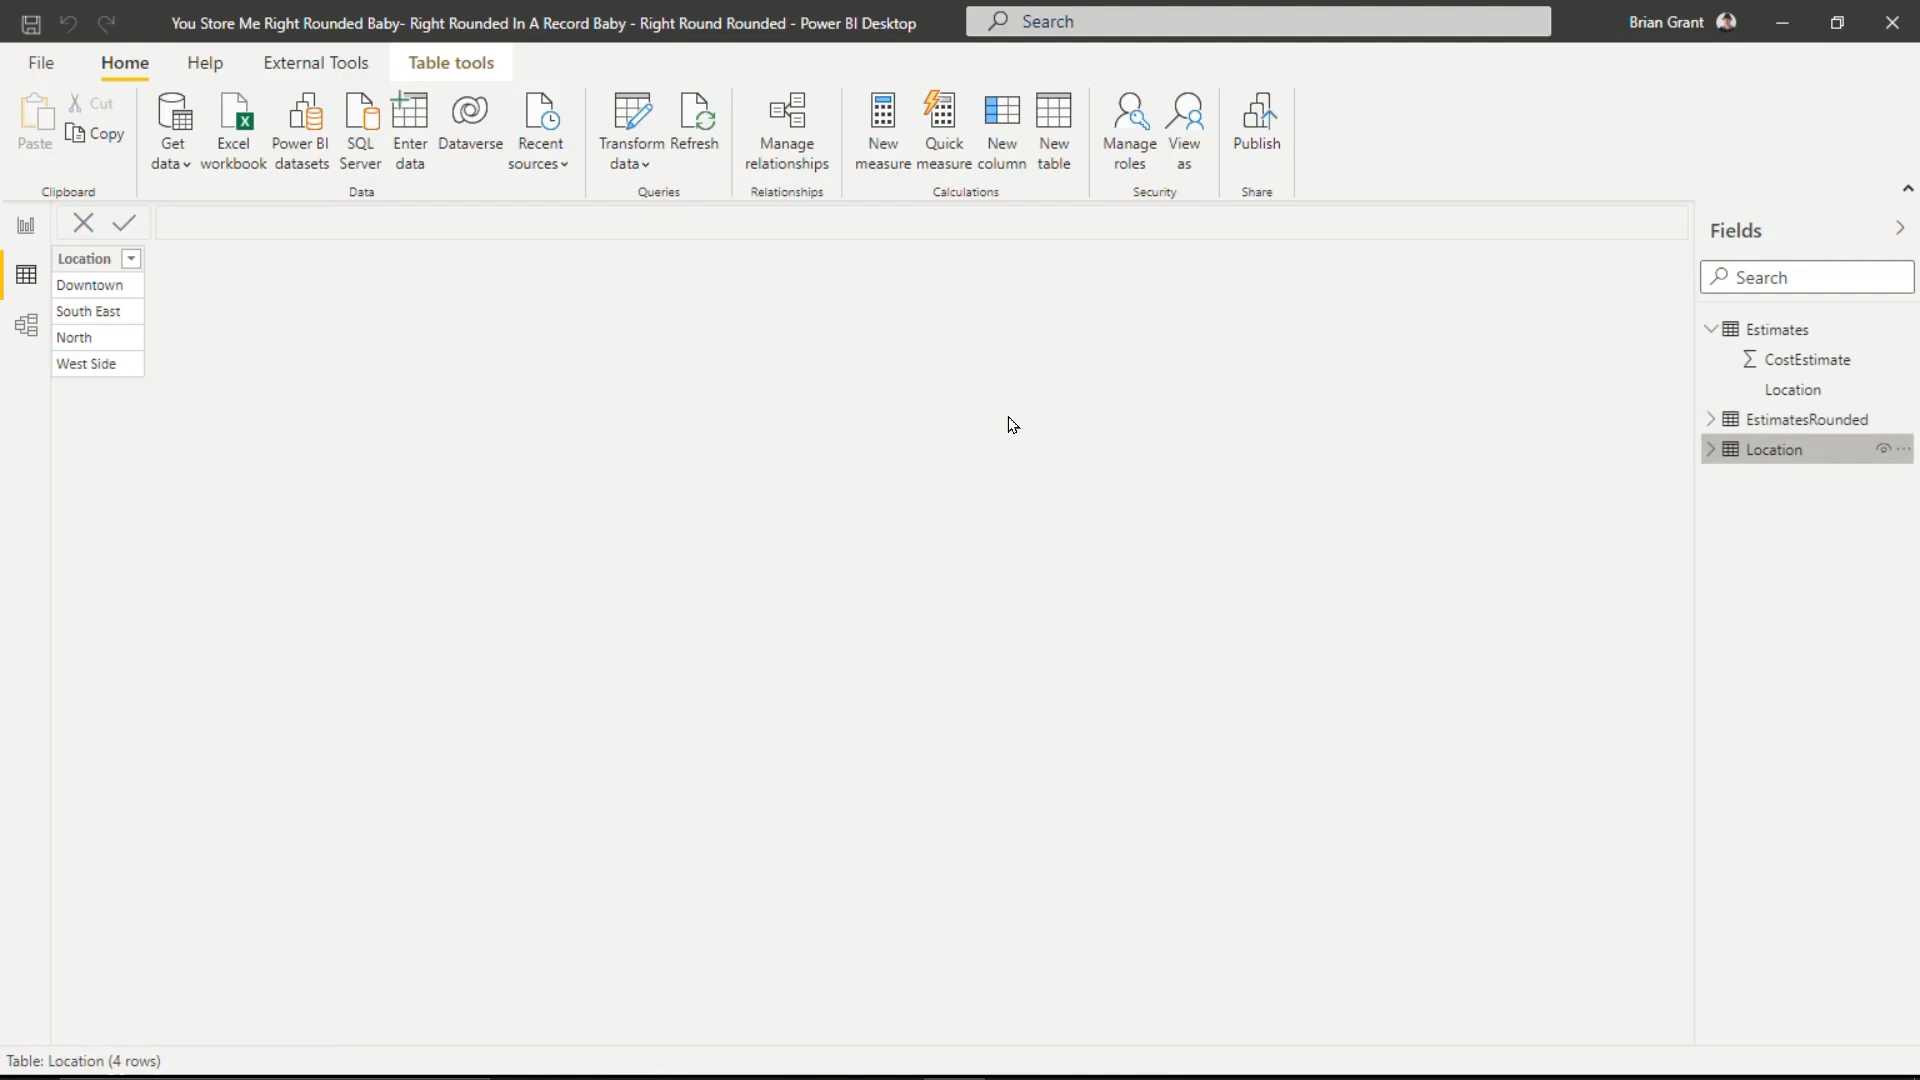 You Store Me Right Rounded Baby- Right Rounded In A Record Baby - Right Round Rounded - Power BI Desktop
Search
Brian Grant
File
Home
Help
External Tools
Table tools
Paste
Cut
Copy
Clipboard
Get data
Excel workbook
Power BI datasets
SQL Server
Enter data
Dataverse
Recent sources
Data
Transform data
Refresh
Queries
Manage relationships
Relationships
New measure
Quick measure
New column
New table
Calculations
Manage roles
View as
Security
Publish
Share
Location
Downtown
South East
North
West Side
Fields
Search
Estimates
CostEstimate
Location
EstimatesRounded
Location
Table: Location (4 rows)